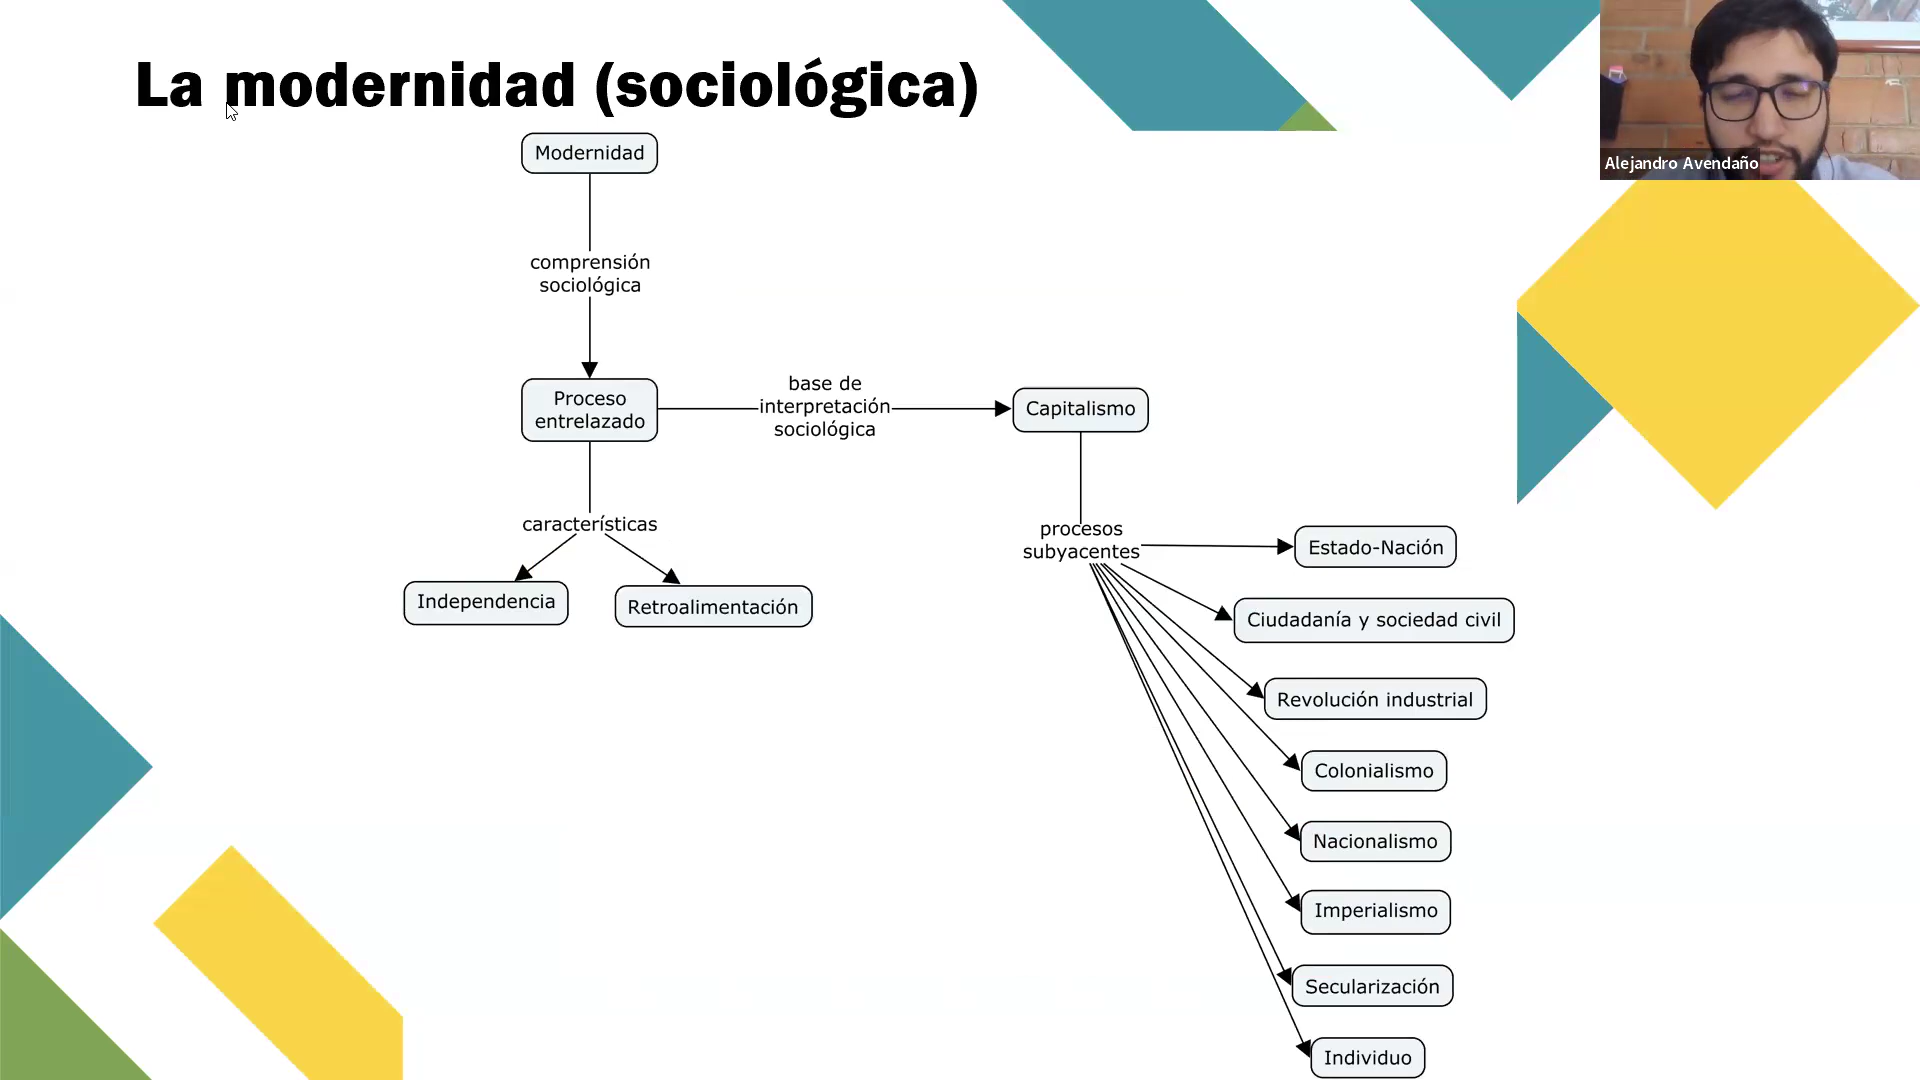 La modernidad (sociológica)
Alejandro Avendaño
Modernidad
comprensión
sociológica
Proceso
entrelazado
base de
interpretación
sociológica
Capitalismo
características
Independencia
Retroalimentación
procesos
subyacentes
Estado-Nación
Ciudadanía y sociedad civil
Revolución industrial
Colonialismo
Nacionalismo
Imperialismo
Secularización
Individuo